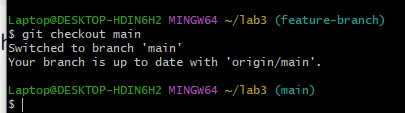 Laptop@DESKTOP-HDIN6H2 MINGW64 ~/lab3 (feature-branch)
$ git checkout main
Switched to branch 'main'
Your branch is up to date with 'origin/main'.
Laptop@DESKTOP-HDIN6H2 MINGW64 ~/lab3 (main)
$